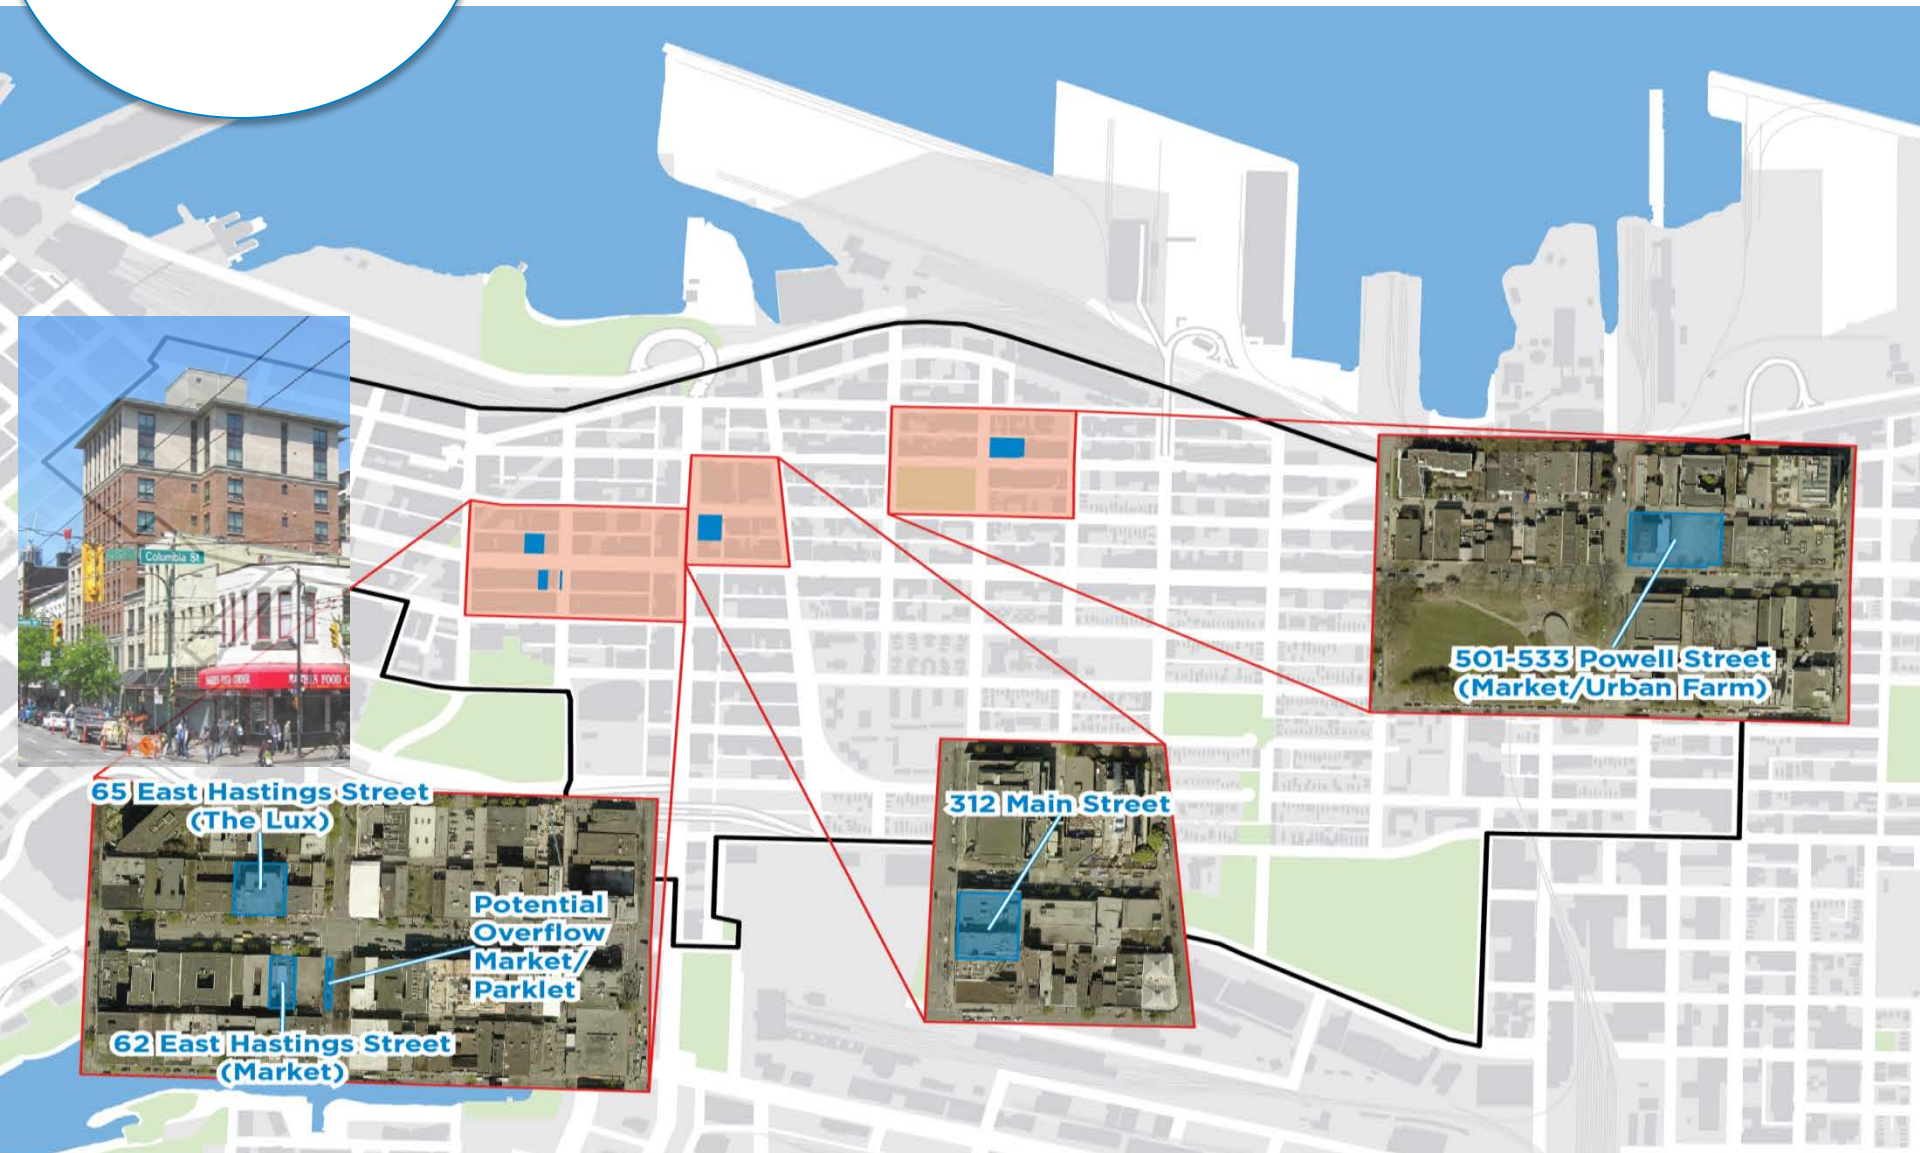 Columbia St
501-533 Powell Street
(Market/Urban Farm)
312 Main Street
65 East Hastings Street
(The Lux)
Potential
Overflow
Market/
Parklet
62 East Hastings Street
(Market)